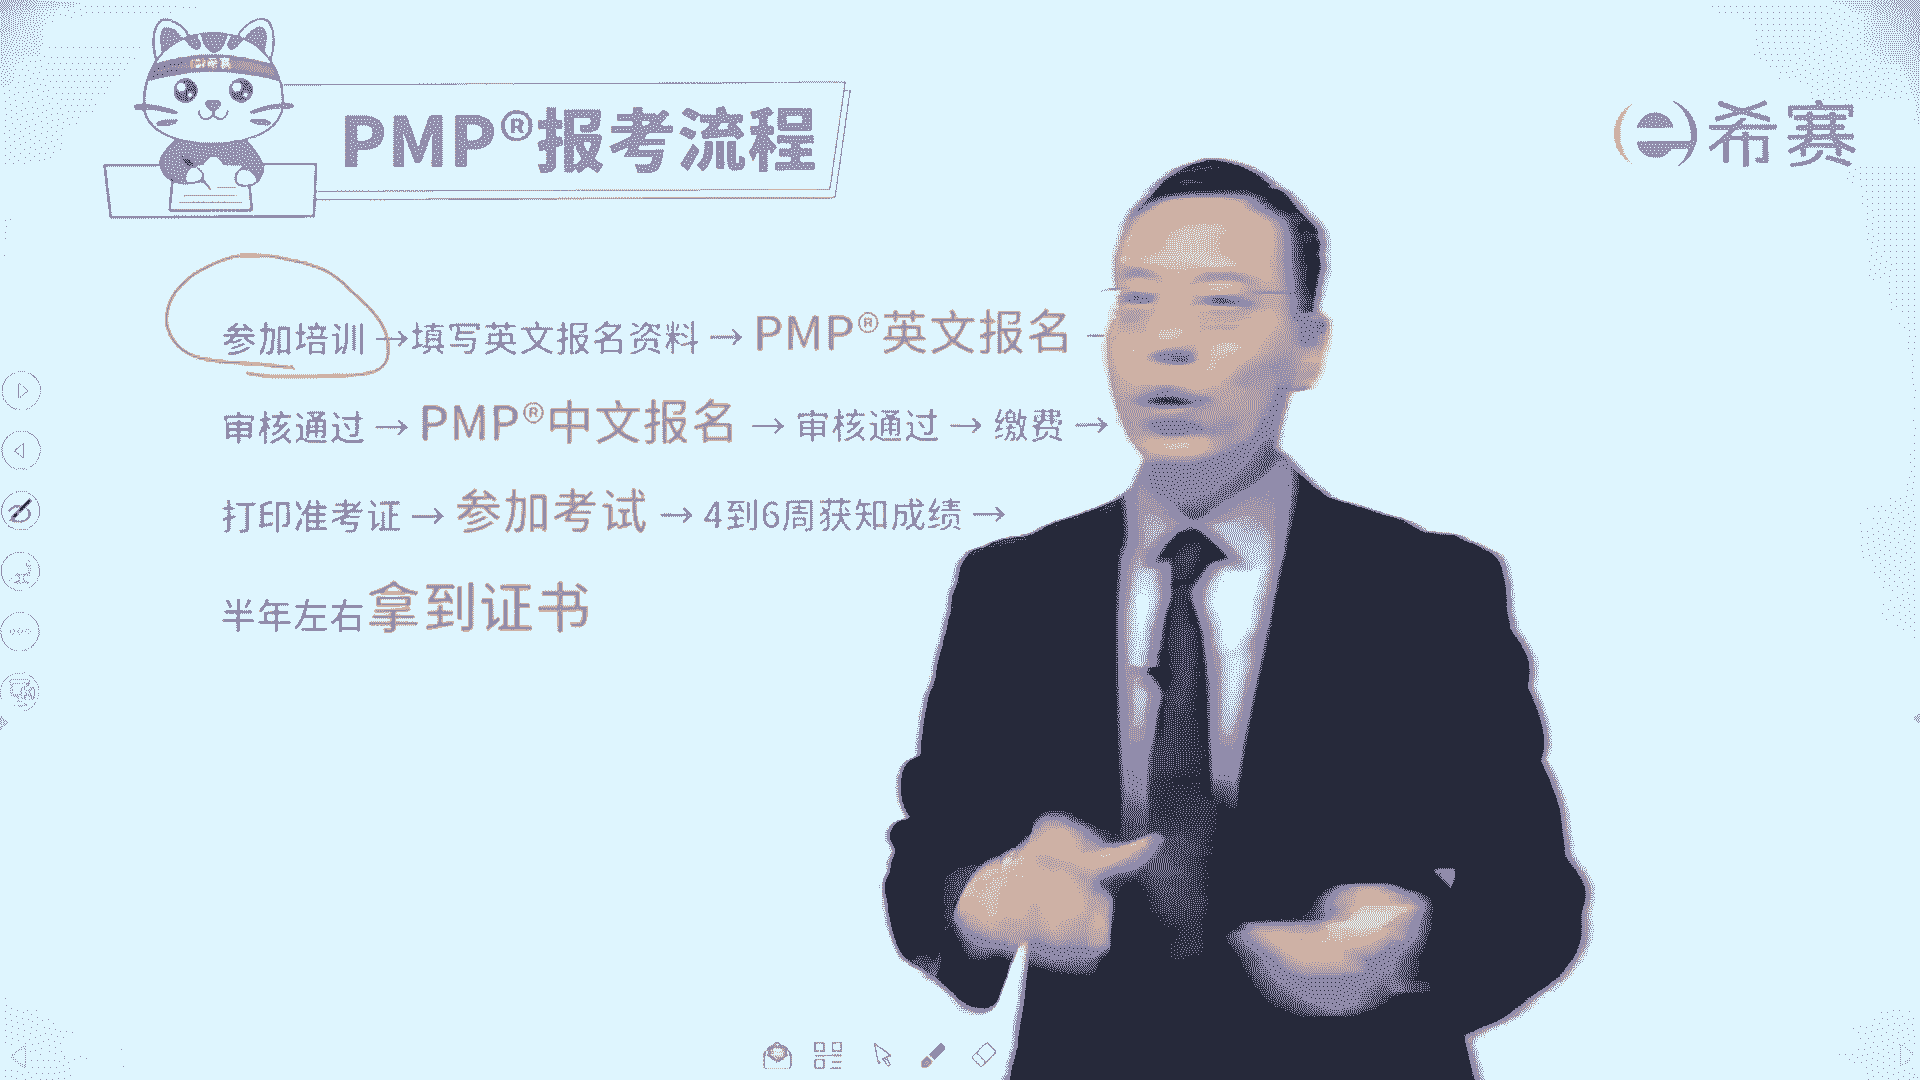 PMP®报考流程
希赛
参加培训→填写英文报名资料→PMP®英文报名→
审核通过→PMP®中文报名→审核通过→缴费→
打印准考证→参加考试→4到6周获知成绩→
半年左右拿到证书